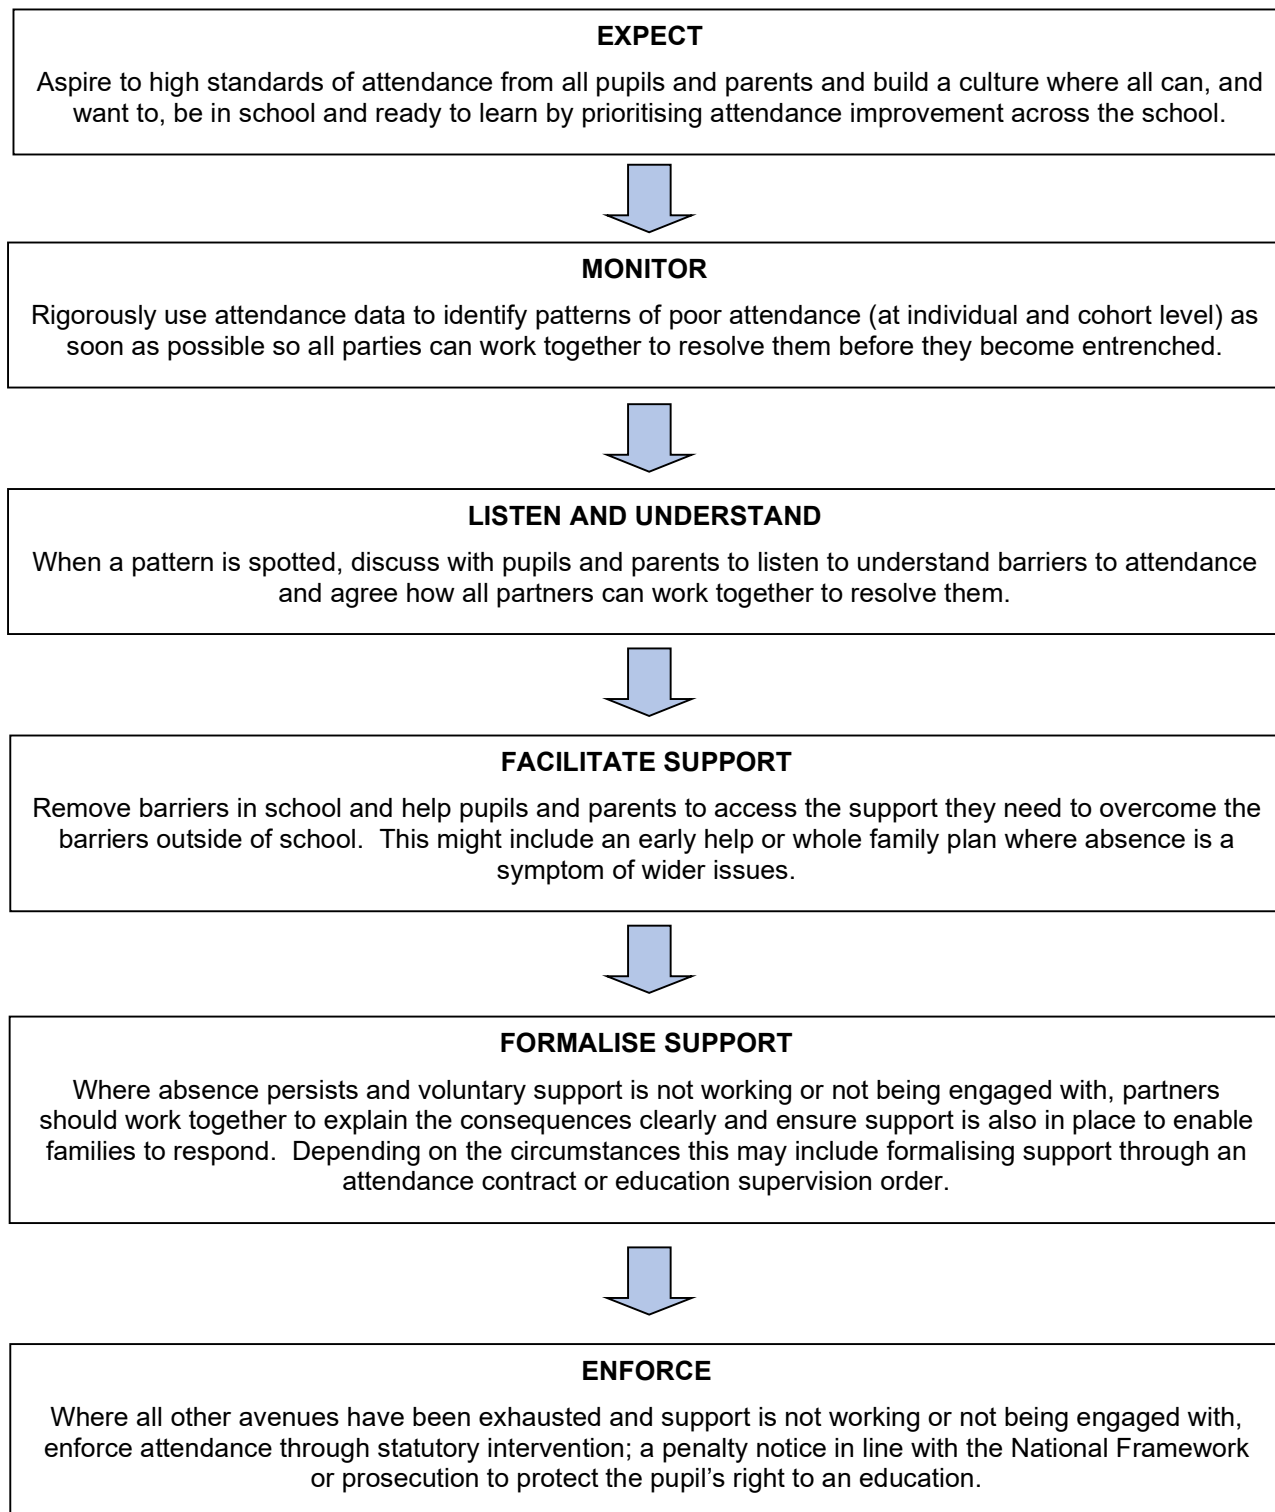 EXPECT
Aspire to high standards of attendance from all pupils and parents and build a culture where all can, and
want to, be in school and ready to learn by prioritising attendance improvement across the school.
MONITOR
Rigorously use attendance data to identify patterns of poor attendance (at individual and cohort level) as
soon as possible so all parties can work together to resolve them before they become entrenched.
LISTEN AND UNDERSTAND
When a pattern is spotted, discuss with pupils and parents to listen to understand barriers to attendance
and agree how all partners can work together to resolve them.
FACILITATE SUPPORT
Remove barriers in school and help pupils and parents to access the support they need to overcome the
barriers outside of school.  This might include an early help or whole family plan where absence is a
symptom of wider issues.
FORMALISE SUPPORT
Where absence persists and voluntary support is not working or not being engaged with, partners
should work together to explain the consequences clearly and ensure support is also in place to enable
families to respond.  Depending on the circumstances this may include formalising support through an
attendance contract or education supervision order.
ENFORCE
Where all other avenues have been exhausted and support is not working or not being engaged with,
enforce attendance through statutory intervention; a penalty notice in line with the National Framework
or prosecution to protect the pupil’s right to an education.